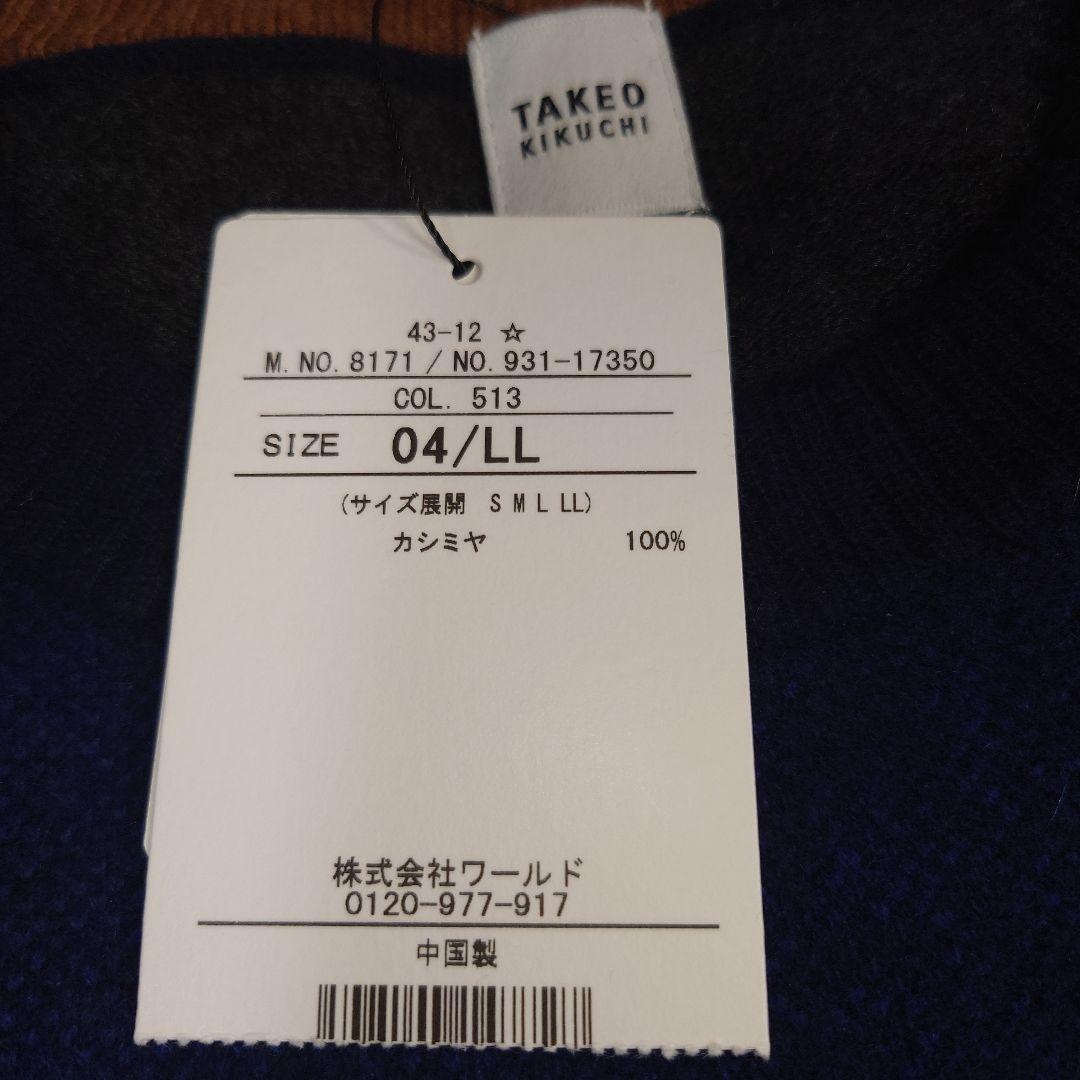 TAKEO
KIKUCHI
43-12 ☆
M.NO.8171 / NO.931-17350
COL. 513
SIZE 04/LL
(サイズ展開 S M L LL)
カシミヤ 100%
株式会社ワールド
0120-977-917
中国製